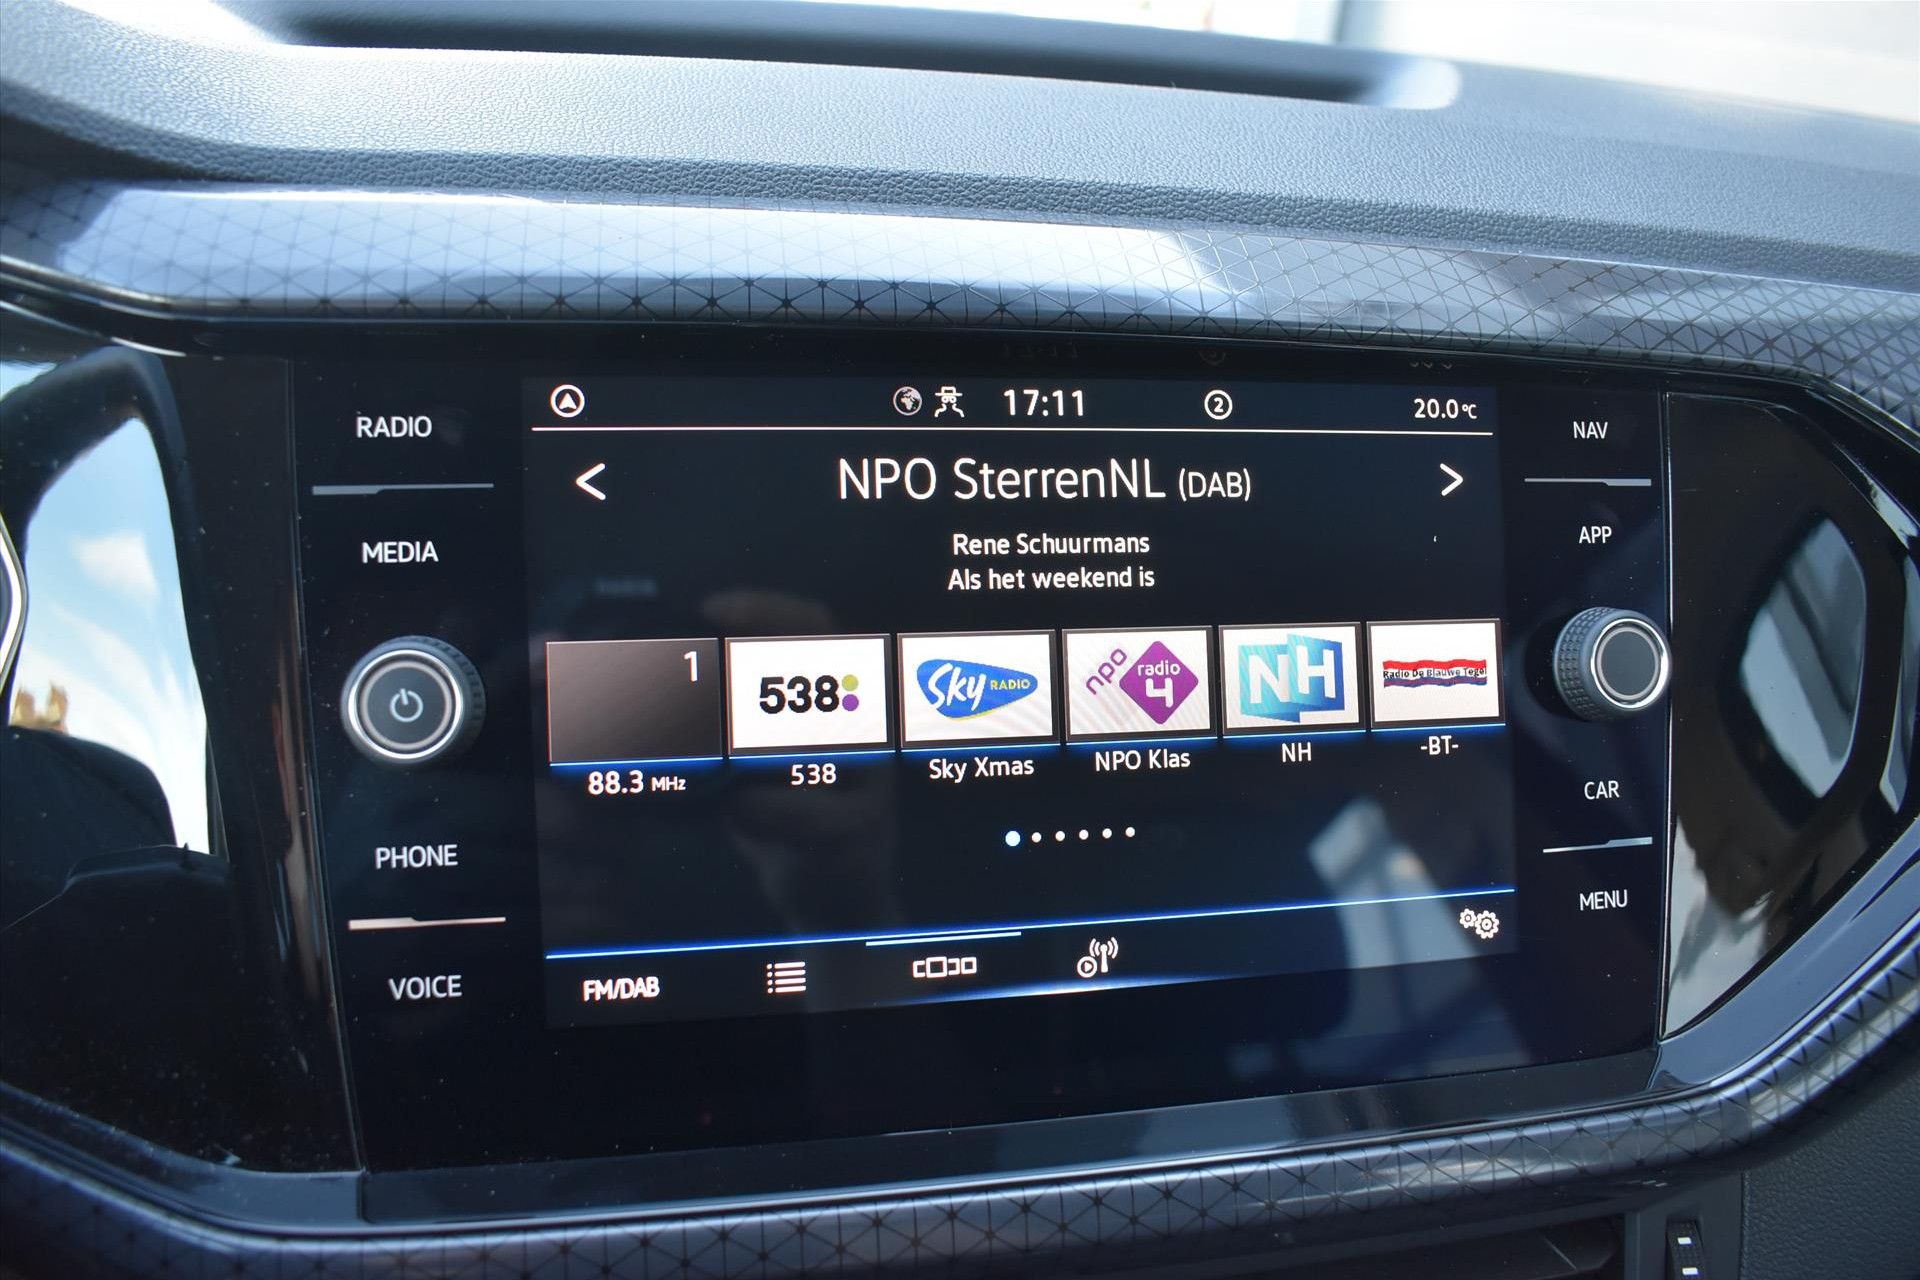 RADIO
MEDIA
PHONE
VOICE
17:11
2
20.0°C
< NPO SterrenNL (DAB) >
Rene Schuurmans
Als het weekend is
1
538
Sky RADIO
npo radio 4
NH
Radio De Blauwe Tegel
88.3 MHz
538
Sky Xmas
NPO Klas
NH
-BT-
FM/DAB
NAV
APP
CAR
MENU